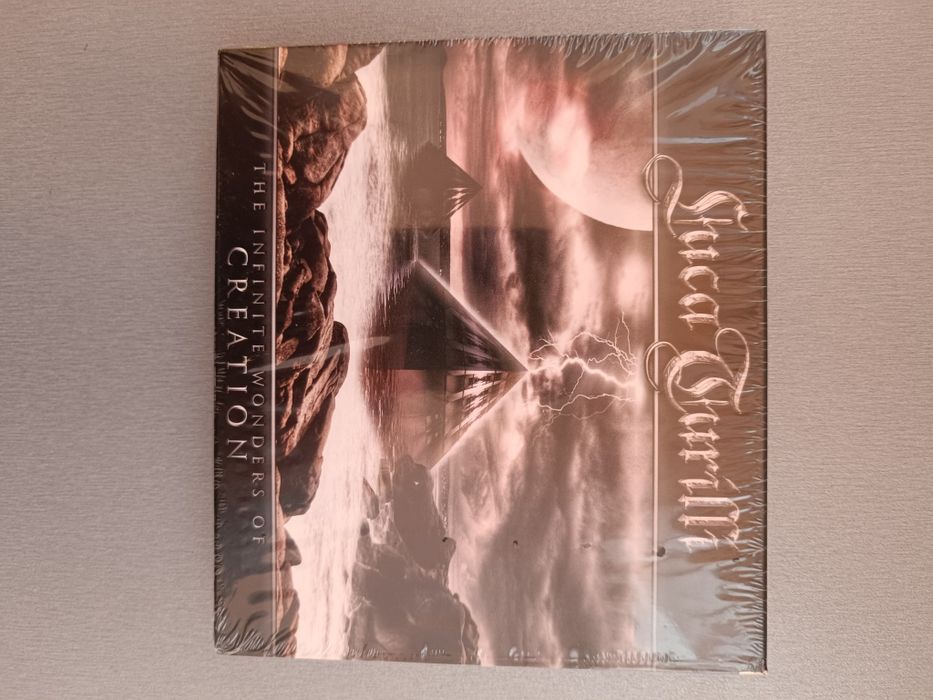 Luca Turilli
THE INFINITE WONDERS OF
CREATION